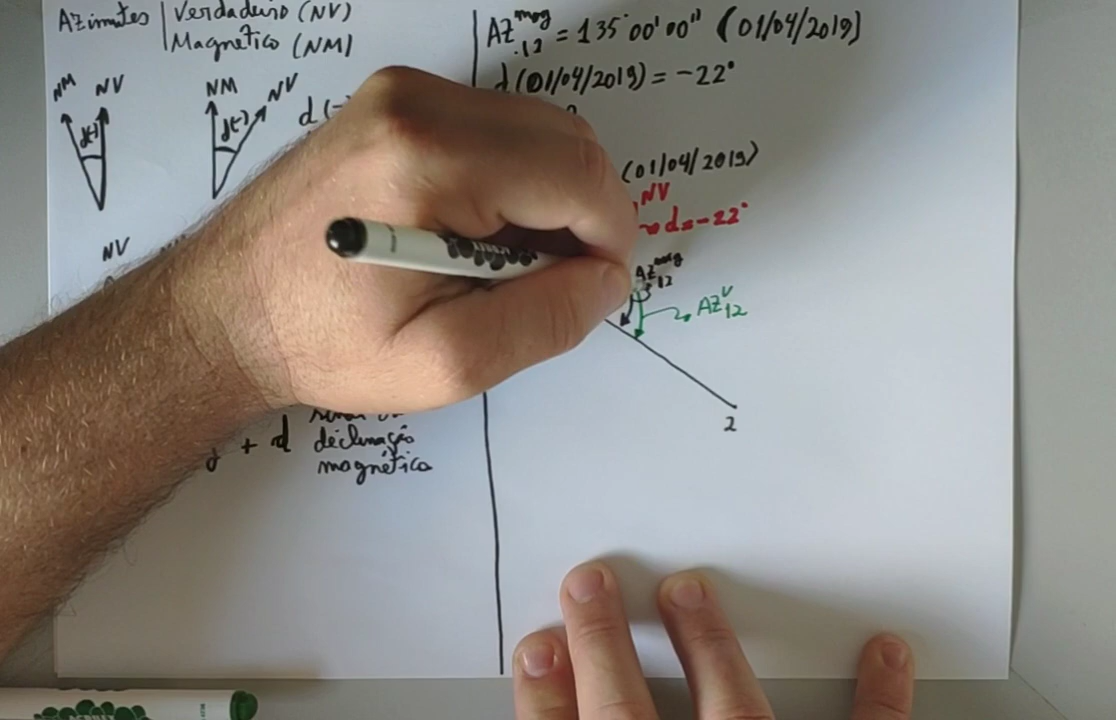 Azimutes | Verdadeiro (NV)
Magnético (NM)
NM NV
d(-)
NM NV
d(-)
d (-
NV
+ d
declinação
magnética
Az mag 12 = 135°00'00" (01/04/2019)
d (01/04/2019) = -22°
(01/04/2019)
NV
d=-22°
Az mag 12
Az V 12
2